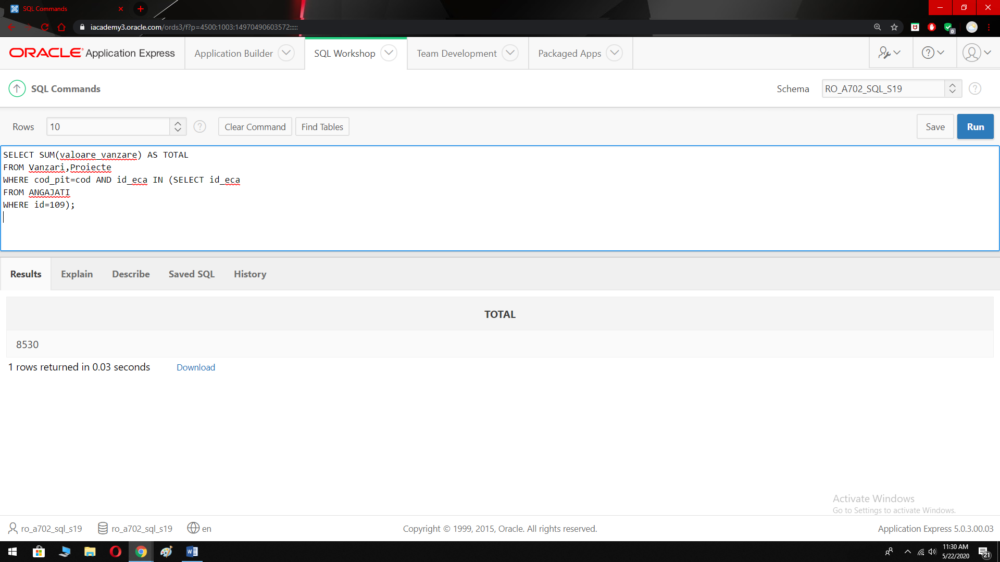 SQL Commands
iacademy3.oracle.com/ords3/f?p=4500:1003:14970490603572:::::
0
ORACLE Application Express
Application Builder
SQL Workshop
Team Development
Packaged Apps
SQL Commands
Schema
RO_A702_SQL_S19
Rows
10
Clear Command
Find Tables
Save
Run
SELECT SUM(valoare_vanzare) AS TOTAL
FROM Vanzari,Proiecte
WHERE cod_pit=cod AND id_eca IN (SELECT id_eca
FROM ANGAJATI
WHERE id=109);
Results
Explain
Describe
Saved SQL
History
TOTAL
8530
1 rows returned in 0.03 seconds
Download
Activate Windows
Go to Settings to activate Windows.
ro_a702_sql_s19
ro_a702_sql_s19
en
Copyright © 1999, 2015, Oracle. All rights reserved.
Application Express 5.0.3.00.03
11:30 AM
5/22/2020
21